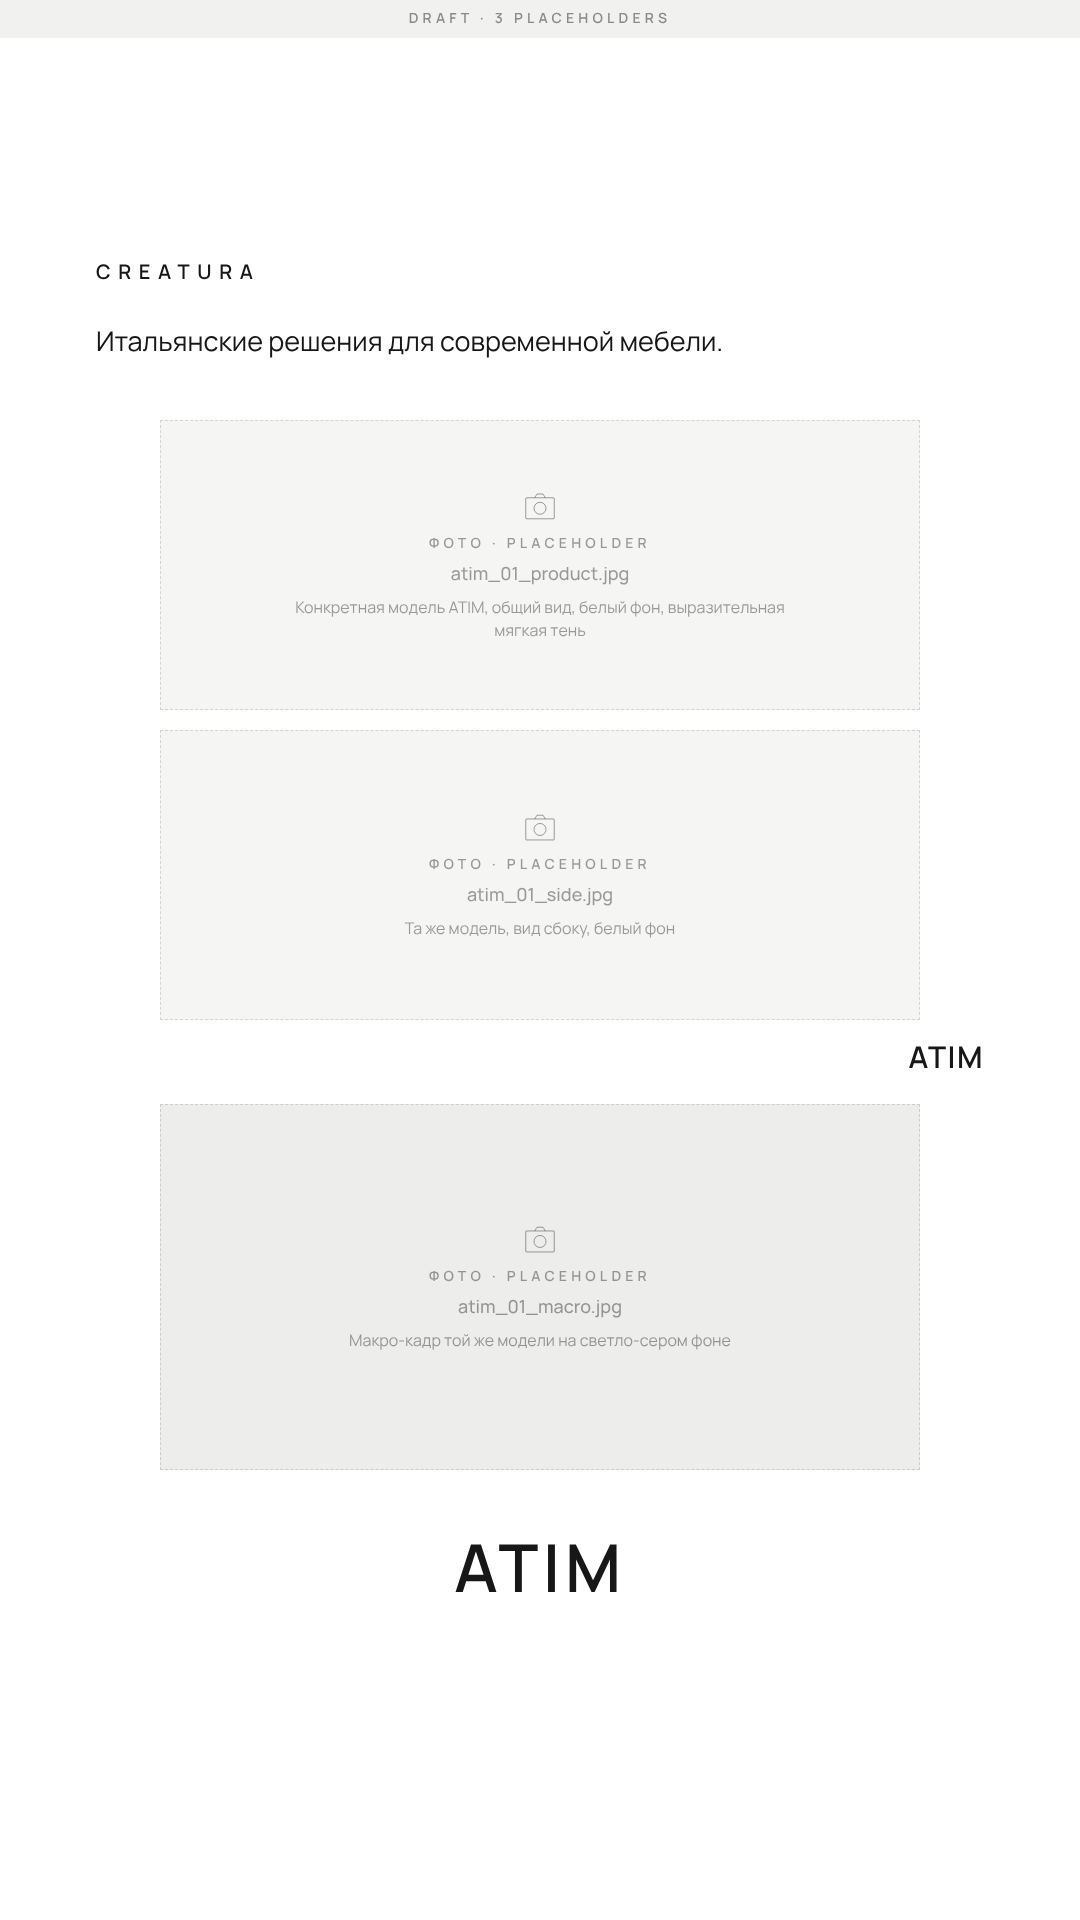 DRAFT · 3 PLACEHOLDERS
CREATURA
Итальянские решения для современной мебели.
ФОТО · PLACEHOLDER
atim_01_product.jpg
Конкретная модель ATIM, общий вид, белый фон, выразительная
мягкая тень
ФОТО · PLACEHOLDER
atim_01_side.jpg
Та же модель, вид сбоку, белый фон
ATIM
ФОТО · PLACEHOLDER
atim_01_macro.jpg
Макро-кадр той же модели на светло-сером фоне
ATIM